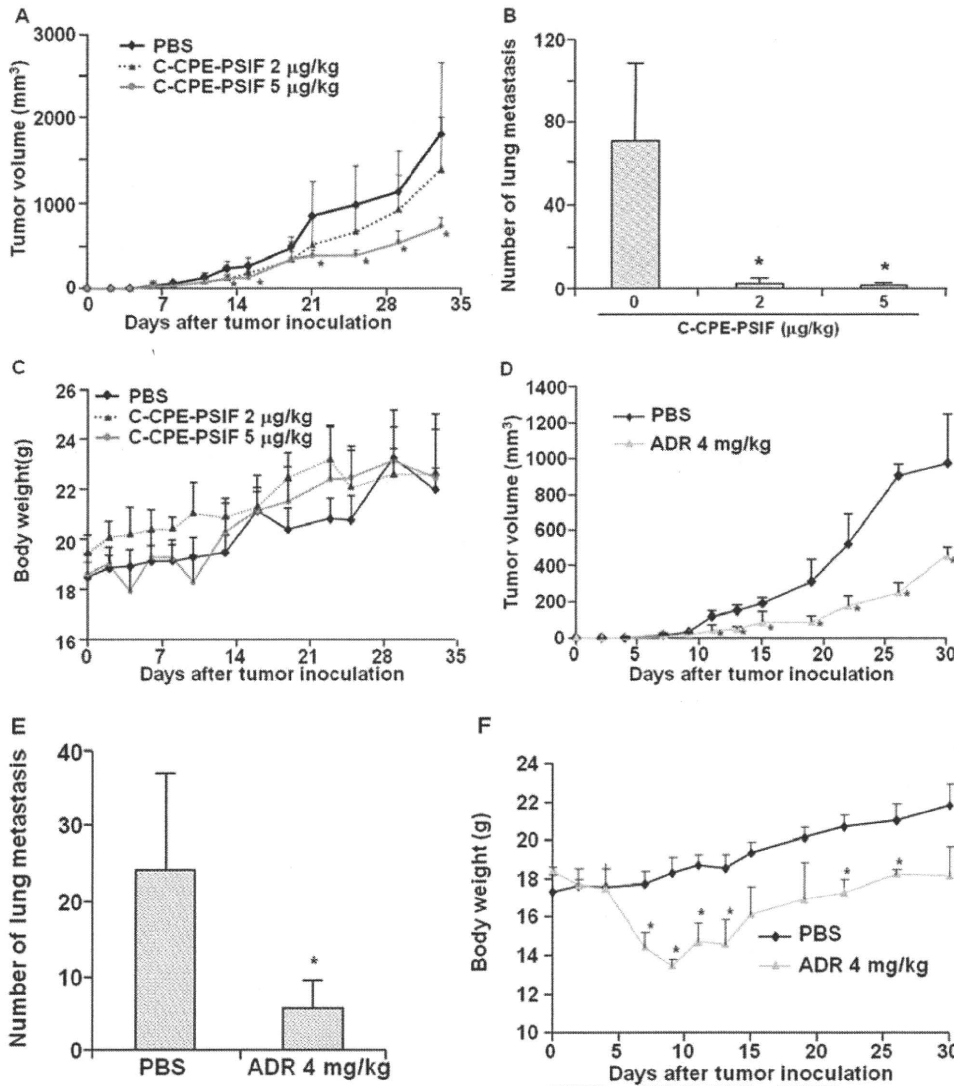 A
3000
2000
1000
0
Tumor volume (mm³)
PBS
C-CPE-PSIF 2 μg/kg
C-CPE-PSIF 5 μg/kg
* * * * * *
0 7 14 21 28 35
Days after tumor inoculation
B
120
80
40
0
Number of lung metastasis
* *
0 2 5
C-CPE-PSIF (μg/kg)
C
26
24
22
20
18
16
Body weight(g)
PBS
C-CPE-PSIF 2 μg/kg
C-CPE-PSIF 5 μg/kg
0 7 14 21 28 35
Days after tumor inoculation
D
1400
1200
1000
800
600
400
200
0
Tumor volume (mm³)
PBS
ADR 4 mg/kg
* * * * * * *
0 5 10 15 20 25 30
Days after tumor inoculation
E
40
30
20
10
0
Number of lung metastasis
*
PBS ADR 4 mg/kg
F
24
22
20
18
16
14
12
10
Body weight (g)
* * * * * *
PBS
ADR 4 mg/kg
0 5 10 15 20 25 30
Days after tumor inoculation